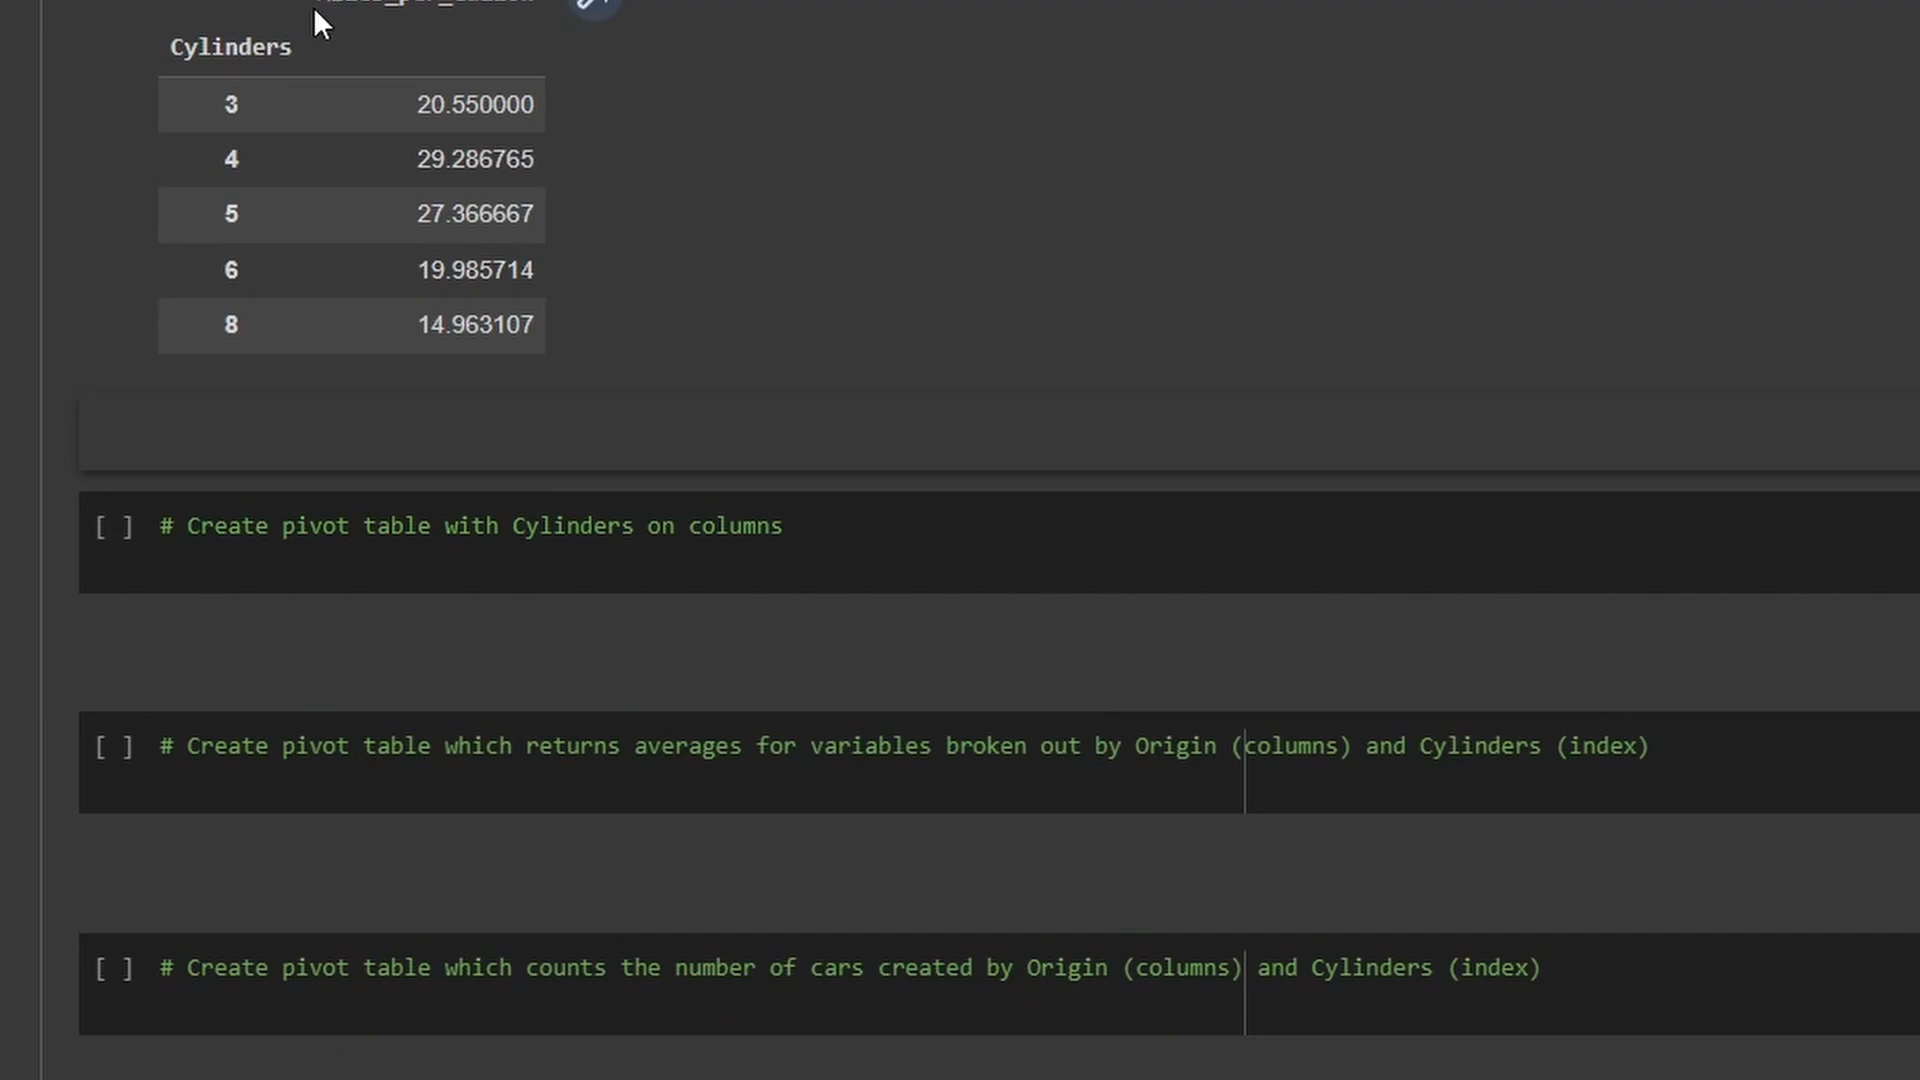 Cylinders
3 20.550000
4 29.286765
5 27.366667
6 19.985714
8 14.963107
[ ] # Create pivot table with Cylinders on columns
[ ] # Create pivot table which returns averages for variables broken out by Origin (columns) and Cylinders (index)
[ ] # Create pivot table which counts the number of cars created by Origin (columns) and Cylinders (index)